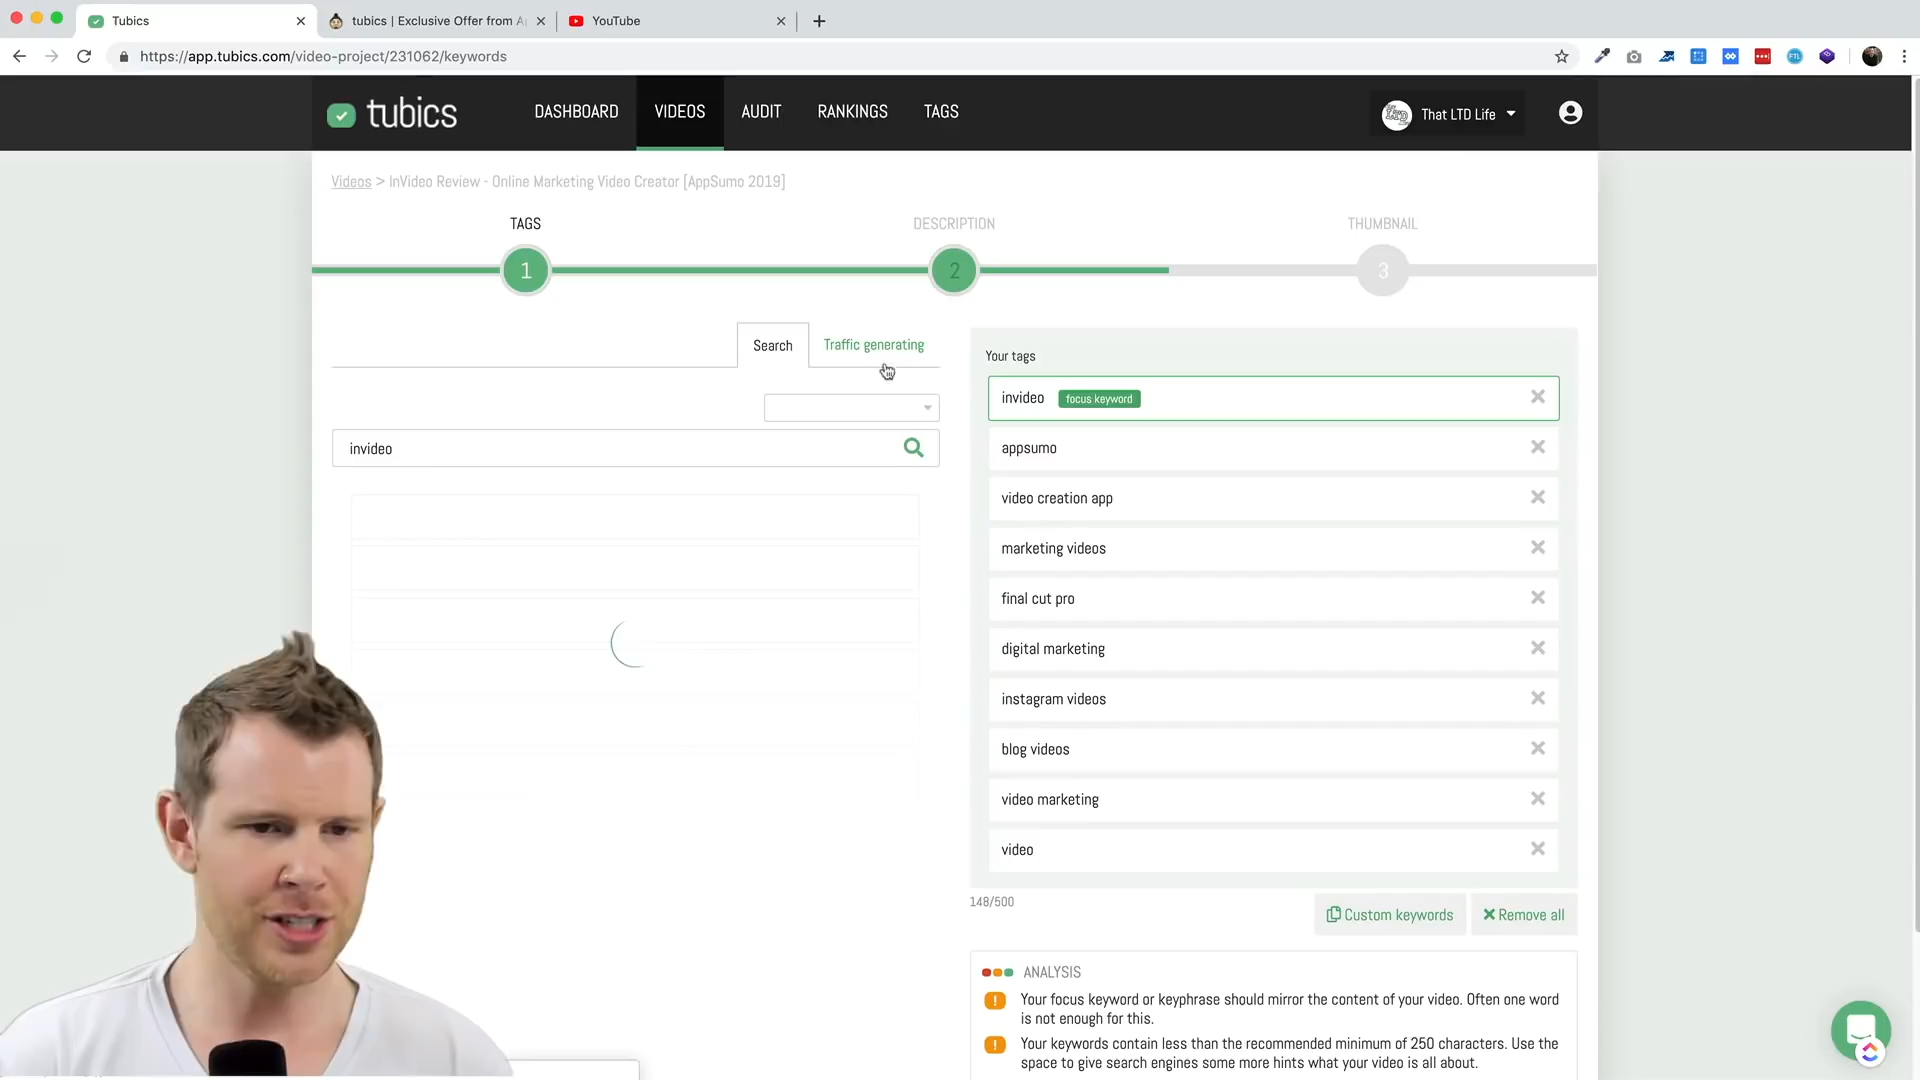 Tubics
tubics | Exclusive Offer from A
YouTube
https://app.tubics.com/video-project/231062/keywords
tubics
DASHBOARD
VIDEOS
AUDIT
RANKINGS
TAGS
That LTD Life
Videos > InVideo Review - Online Marketing Video Creator [AppSumo 2019]
TAGS
DESCRIPTION
THUMBNAIL
1
2
3
Search
Traffic generating
invideo
Your tags
invideo focus keyword
appsumo
video creation app
marketing videos
final cut pro
digital marketing
instagram videos
blog videos
video marketing
video
148/500
Custom keywords
Remove all
ANALYSIS
Your focus keyword or keyphrase should mirror the content of your video. Often one word
is not enough for this.
Your keywords contain less than the recommended minimum of 250 characters. Use the
space to give search engines some more hints what your video is all about.